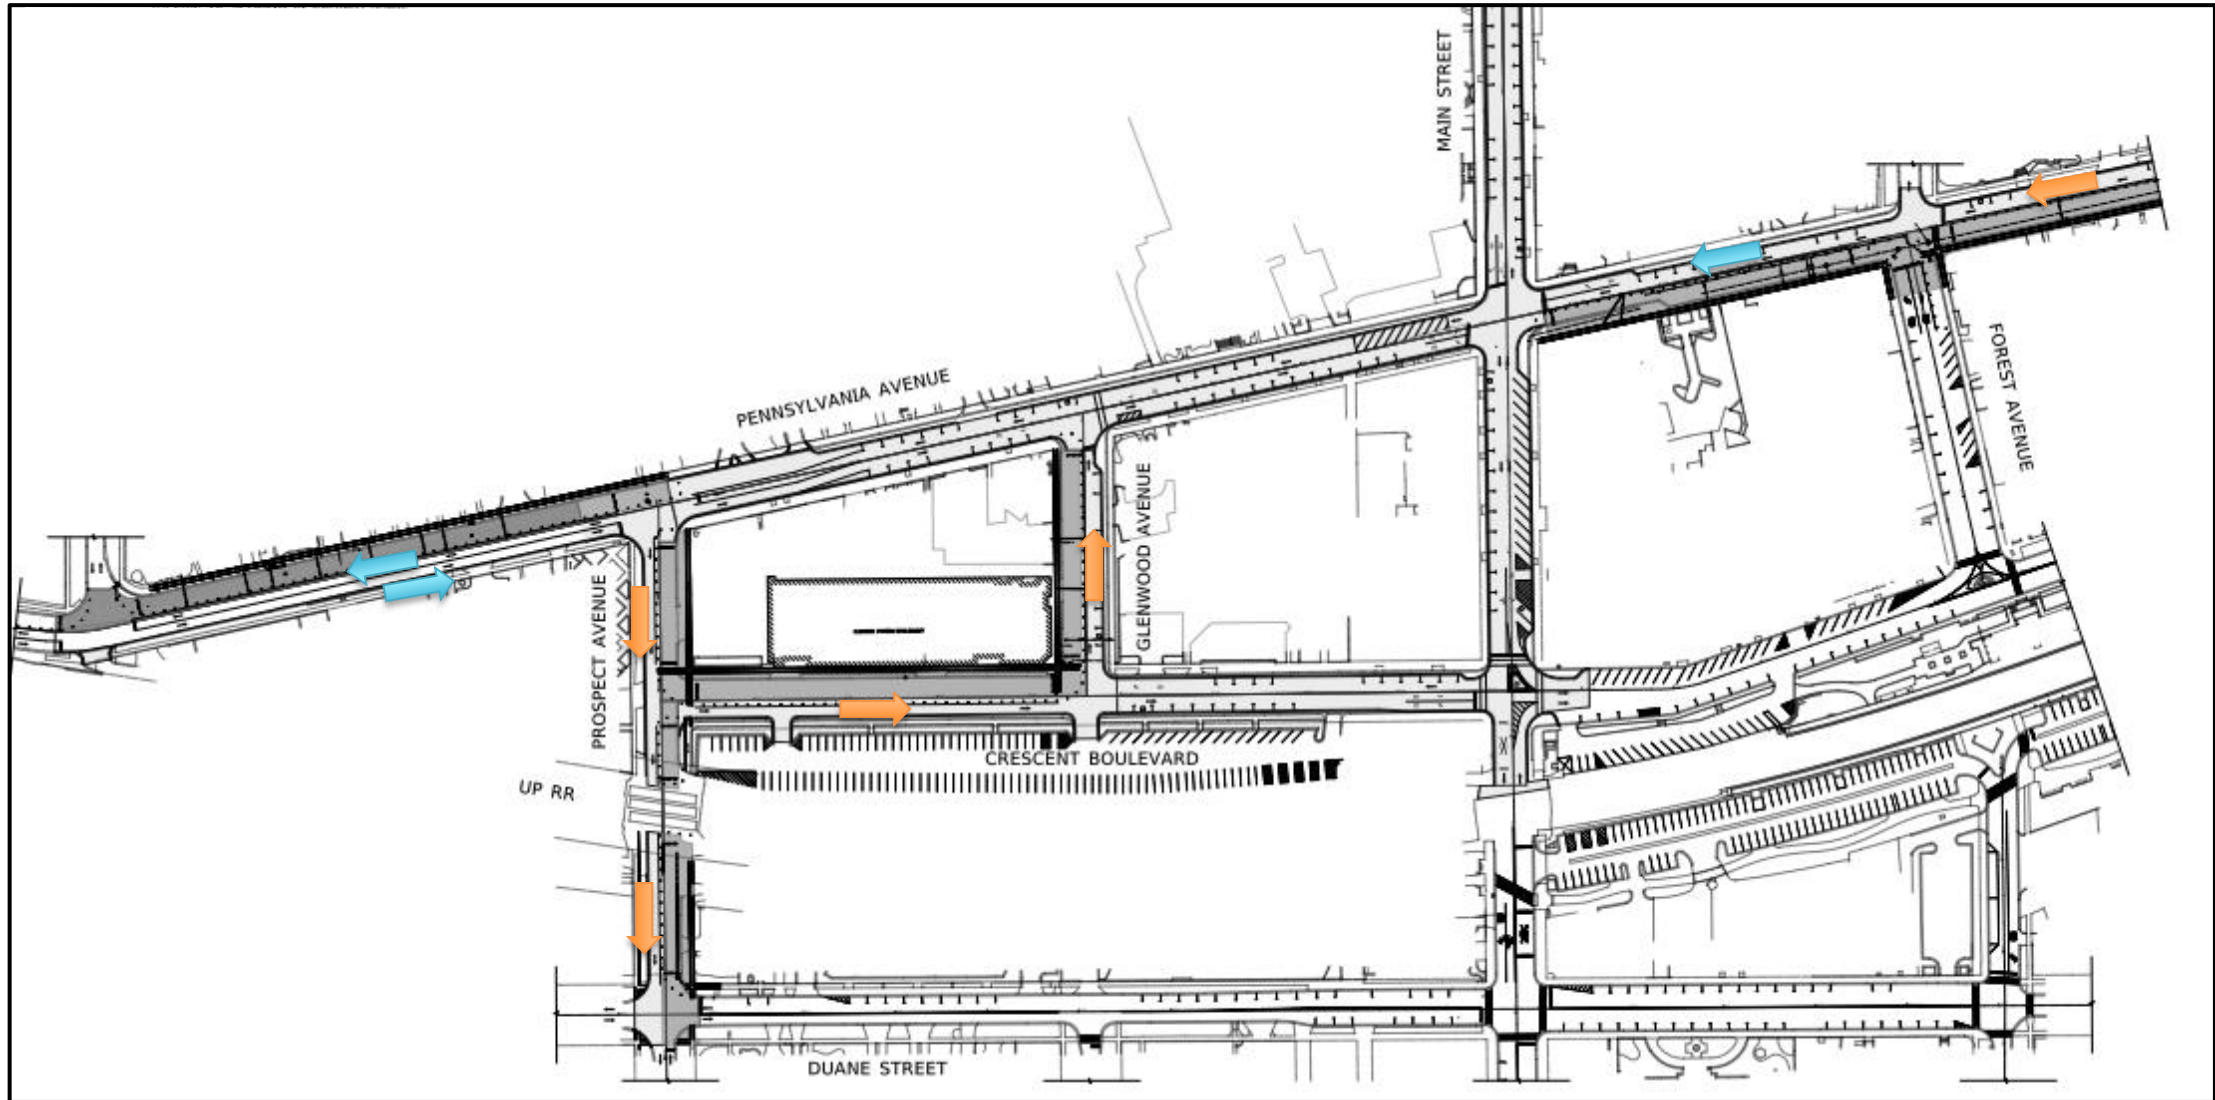 MAIN STREET
PENNSYLVANIA AVENUE
FOREST AVENUE
GLENWOOD AVENUE
PROSPECT AVENUE
CRESCENT BOULEVARD
UP RR
DUANE STREET